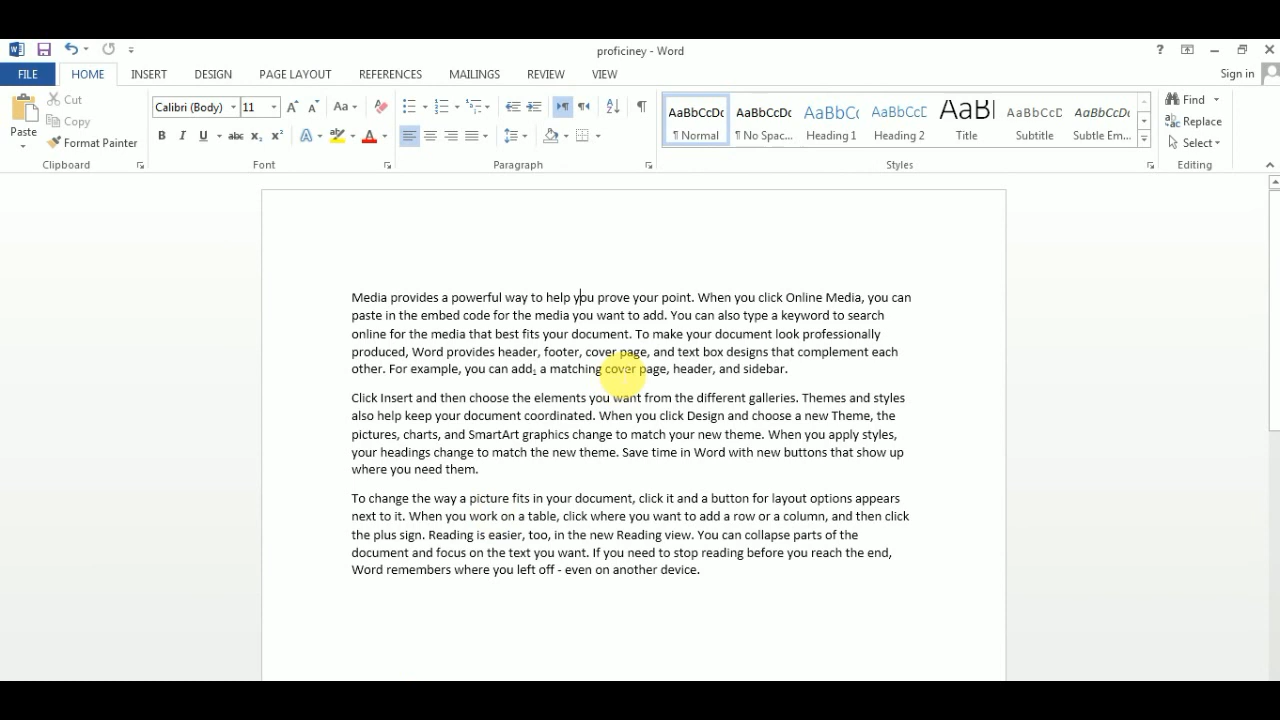 proficiney - Word
Sign in
FILE HOME INSERT DESIGN PAGE LAYOUT REFERENCES MAILINGS REVIEW VIEW
Paste
Cut
Copy
Format Painter
Clipboard
Calibri (Body) 11
Font
Paragraph
AaBbCcDc AaBbCcDc AaBbCc AaBbCcD AaB AaBbCcD AaBbCcDc
¶ Normal ¶ No Spac... Heading 1 Heading 2 Title Subtitle Subtle Em...
Styles
Find
Replace
Select
Editing
Media provides a powerful way to help you prove your point. When you click Online Media, you can
paste in the embed code for the media you want to add. You can also type a keyword to search
online for the media that best fits your document. To make your document look professionally
produced, Word provides header, footer, cover page, and text box designs that complement each
other. For example, you can add₁ a matching cover page, header, and sidebar.
Click Insert and then choose the elements you want from the different galleries. Themes and styles
also help keep your document coordinated. When you click Design and choose a new Theme, the
pictures, charts, and SmartArt graphics change to match your new theme. When you apply styles,
your headings change to match the new theme. Save time in Word with new buttons that show up
where you need them.
To change the way a picture fits in your document, click it and a button for layout options appears
next to it. When you work on a table, click where you want to add a row or a column, and then click
the plus sign. Reading is easier, too, in the new Reading view. You can collapse parts of the
document and focus on the text you want. If you need to stop reading before you reach the end,
Word remembers where you left off - even on another device.